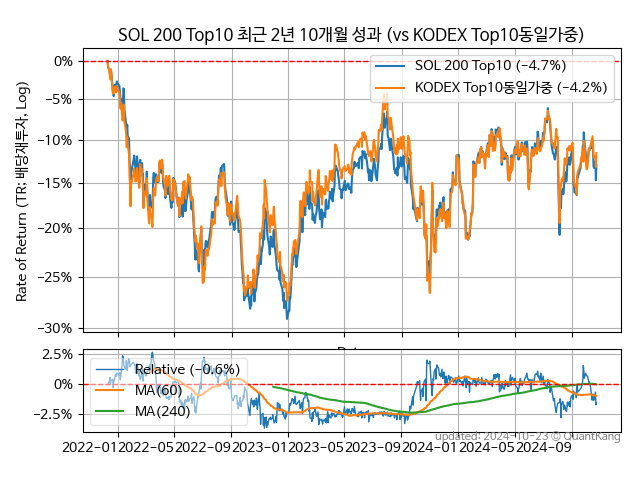 SOL 200 Top10 최근 2년 10개월 성과 (vs KODEX Top10동일가중)
Rate of Return (TR: 배당재투자, Log)
0%
−5%
−10%
−15%
−20%
−25%
−30%
SOL 200 Top10 (−4.7%)
KODEX Top10동일가중 (−4.2%)
2.5%
0%
−2.5%
Relative (−0.6%)
MA(60)
MA(240)
2022−01
2022−05
2022−09
2023−01
2023−05
2023−09
2024−01
2024−05
2024−09
updated: 2024−10−23 © QuantKang